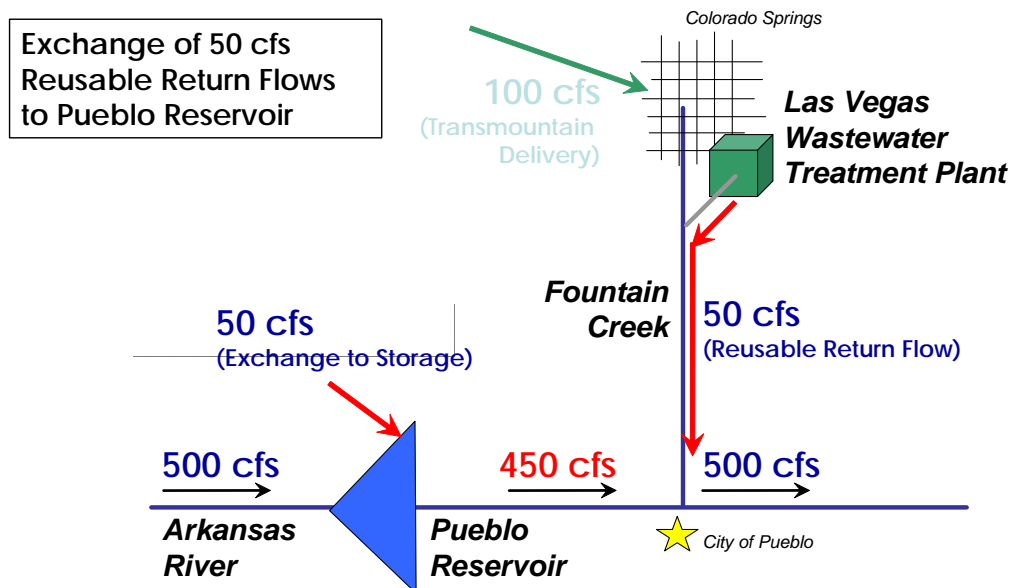 Exchange of 50 cfs
Reusable Return Flows
to Pueblo Reservoir
Colorado Springs
100 cfs
(Transmountain
Delivery)
Las Vegas
Wastewater
Treatment Plant
Fountain
Creek
50 cfs
(Reusable Return Flow)
50 cfs
(Exchange to Storage)
500 cfs
450 cfs
500 cfs
Arkansas
River
Pueblo
Reservoir
City of Pueblo